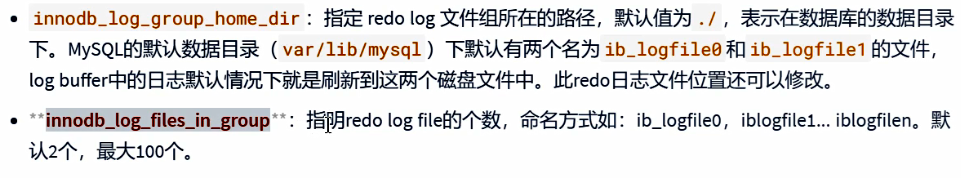 innodb_log_group_home_dir：指定 redo log 文件组所在的路径，默认值为 ./，表示在数据库的数据目录
下。MySQL的默认数据目录（var/lib/mysql）下默认有两个名为 ib_logfile0 和 ib_logfile1 的文件，
log buffer中的日志默认情况下就是刷新到这两个磁盘文件中。此redo日志文件位置还可以修改。
**innodb_log_files_in_group**：指明redo log file的个数，命名方式如：ib_logfile0，iblogfile1... iblogfilen。默
认2个，最大100个。